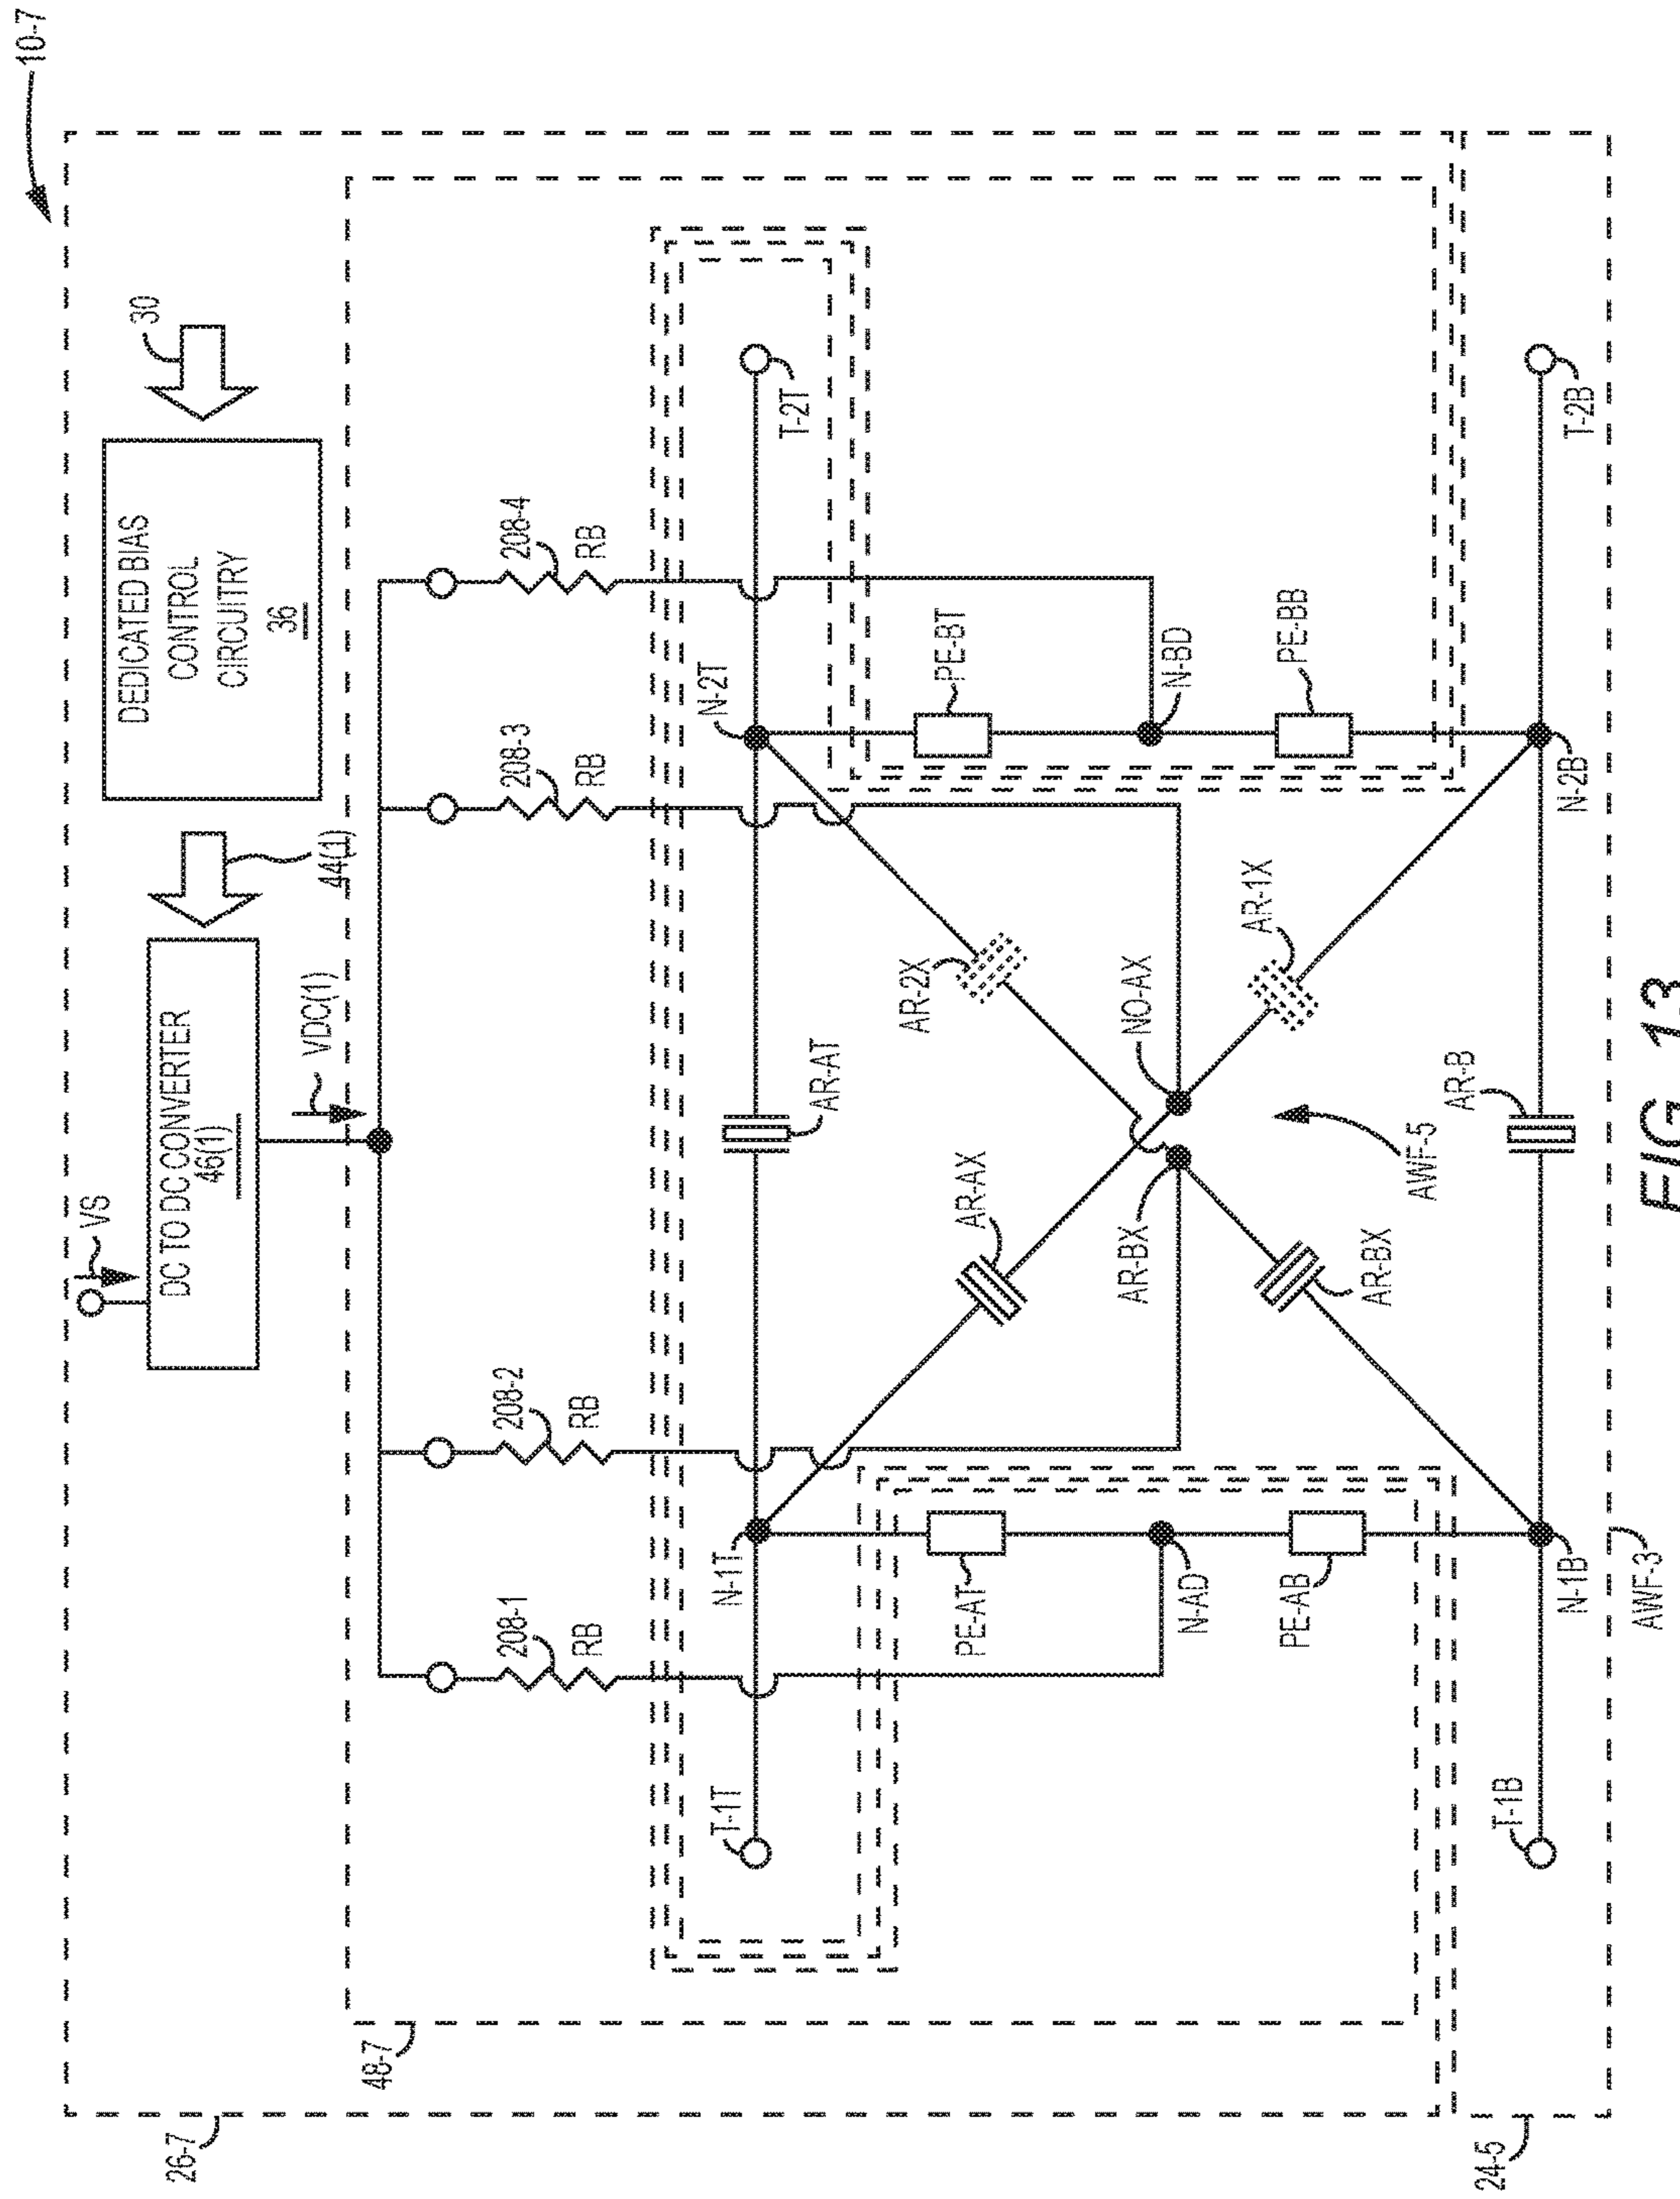 10-7
26-7
48-7
24-5
VS
DC TO DC CONVERTER
46(1)
VDC(1)
44(1)
DEDICATED BIAS
CONTROL
CIRCUITRY
36
30
208-1
RB
208-2
RB
208-3
RB
208-4
RB
T-1T
N-1T
AR-AT
N-2T
T-2T
PE-AT
N-AD
PE-AB
AR-AX
AR-BX
AR-BX
AR-2X
NO-AX
AR-1X
AWF-5
PE-BT
N-BD
PE-BB
T-1B
N-1B
AR-B
N-2B
T-2B
AWF-3
FIG. 13